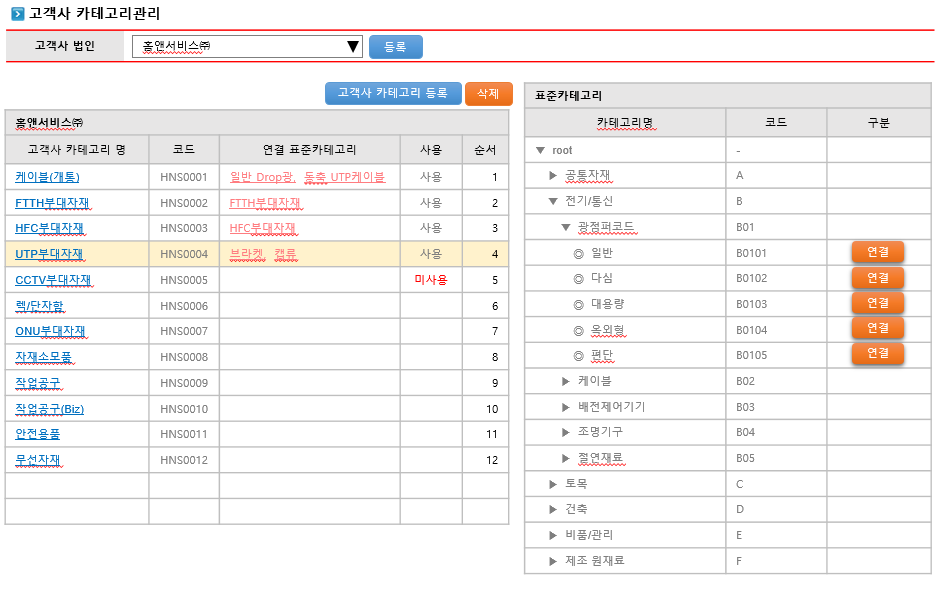 고객사 카테고리관리
고객사 법인 홈앤서비스㈜ ▼ 등록
고객사 카테고리 등록 삭제
홈앤서비스㈜
고객사 카테고리 명 코드 연결 표준카테고리 사용 순서
케이블(개통) HNS0001 일반 Drop광, 동축 UTP케이블 사용 1
FTTH부대자재 HNS0002 FTTH부대자재 사용 2
HFC부대자재 HNS0003 HFC부대자재 사용 3
UTP부대자재 HNS0004 브라켓, 캡류 사용 4
CCTV부대자재 HNS0005 미사용 5
렉/단자함 HNS0006 6
ONU부대자재 HNS0007 7
자재소모품 HNS0008 8
작업공구 HNS0009 9
작업공구(Biz) HNS0010 10
안전용품 HNS0011 11
무선자재 HNS0012 12
표준카테고리
카테고리명 코드 구분
▼ root -
▶ 공통자재 A
▼ 전기/통신 B
▼ 광점퍼코드 B01
◎ 일반 B0101 연결
◎ 다심 B0102 연결
◎ 대용량 B0103 연결
◎ 옥외형 B0104 연결
◎ 편단 B0105 연결
▶ 케이블 B02
▶ 배전제어기기 B03
▶ 조명기구 B04
▶ 절연재료 B05
▶ 토목 C
▶ 건축 D
▶ 비품/관리 E
▶ 제조 원재료 F